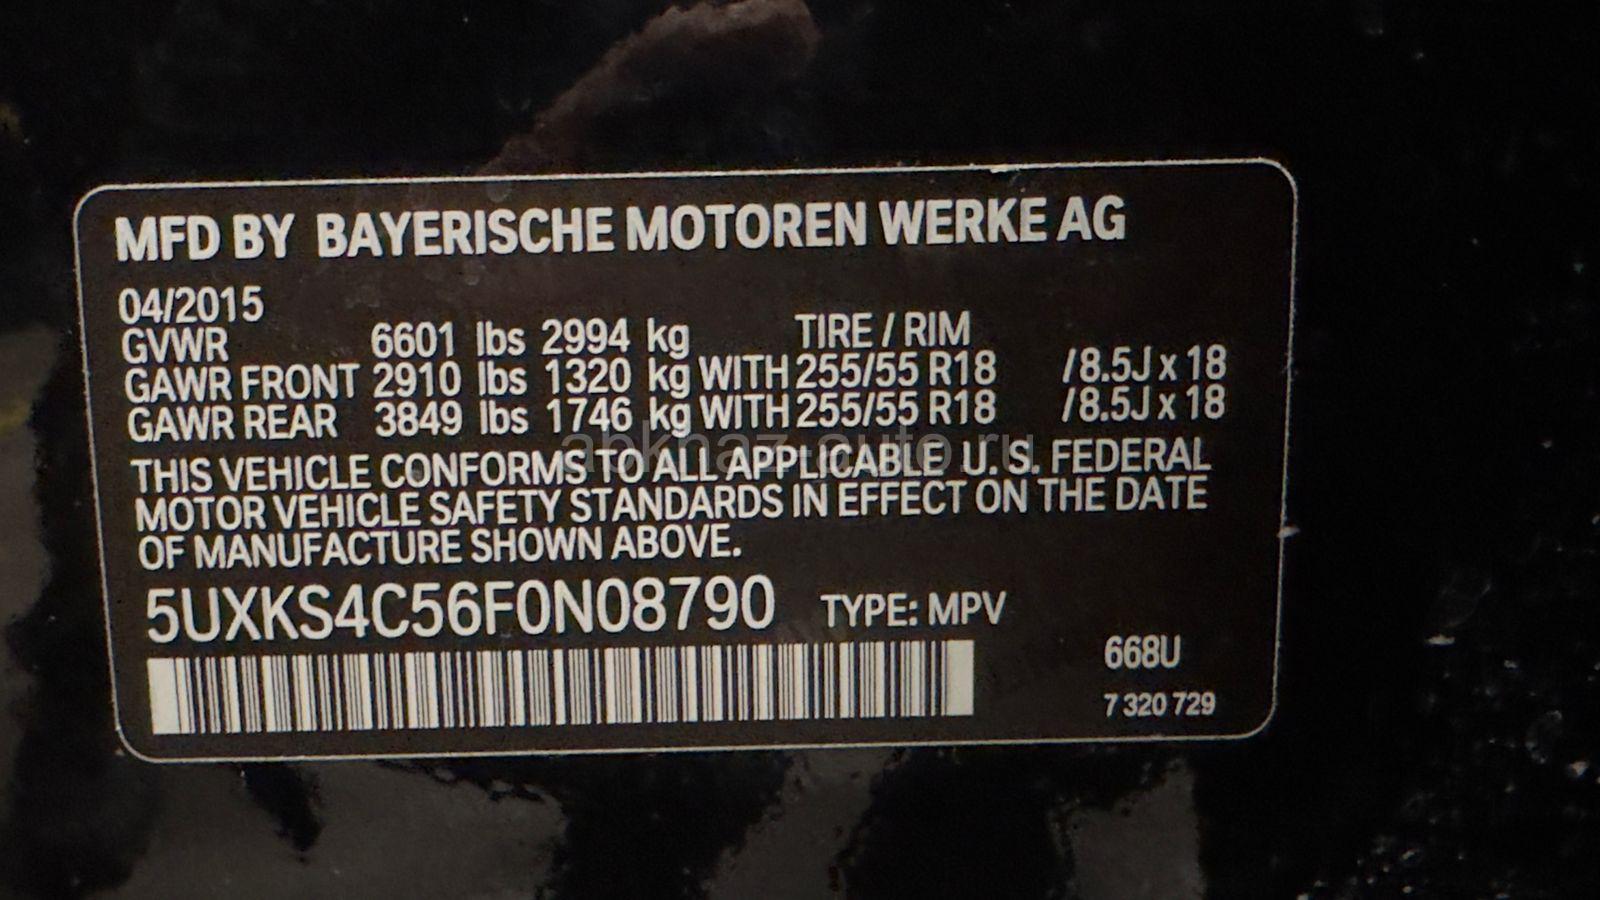 MFD BY BAYERISCHE MOTOREN WERKE AG
04/2015
GVWR 6601 lbs 2994 kg TIRE / RIM
GAWR FRONT 2910 lbs 1320 kg WITH 255/55 R18 /8.5J x 18
GAWR REAR 3849 lbs 1746 kg WITH 255/55 R18 /8.5J x 18
abkhaz-auto.ru
THIS VEHICLE CONFORMS TO ALL APPLICABLE U.S. FEDERAL
MOTOR VEHICLE SAFETY STANDARDS IN EFFECT ON THE DATE
OF MANUFACTURE SHOWN ABOVE.
5UXKS4C56F0N08790 TYPE: MPV
668U
7 320 729